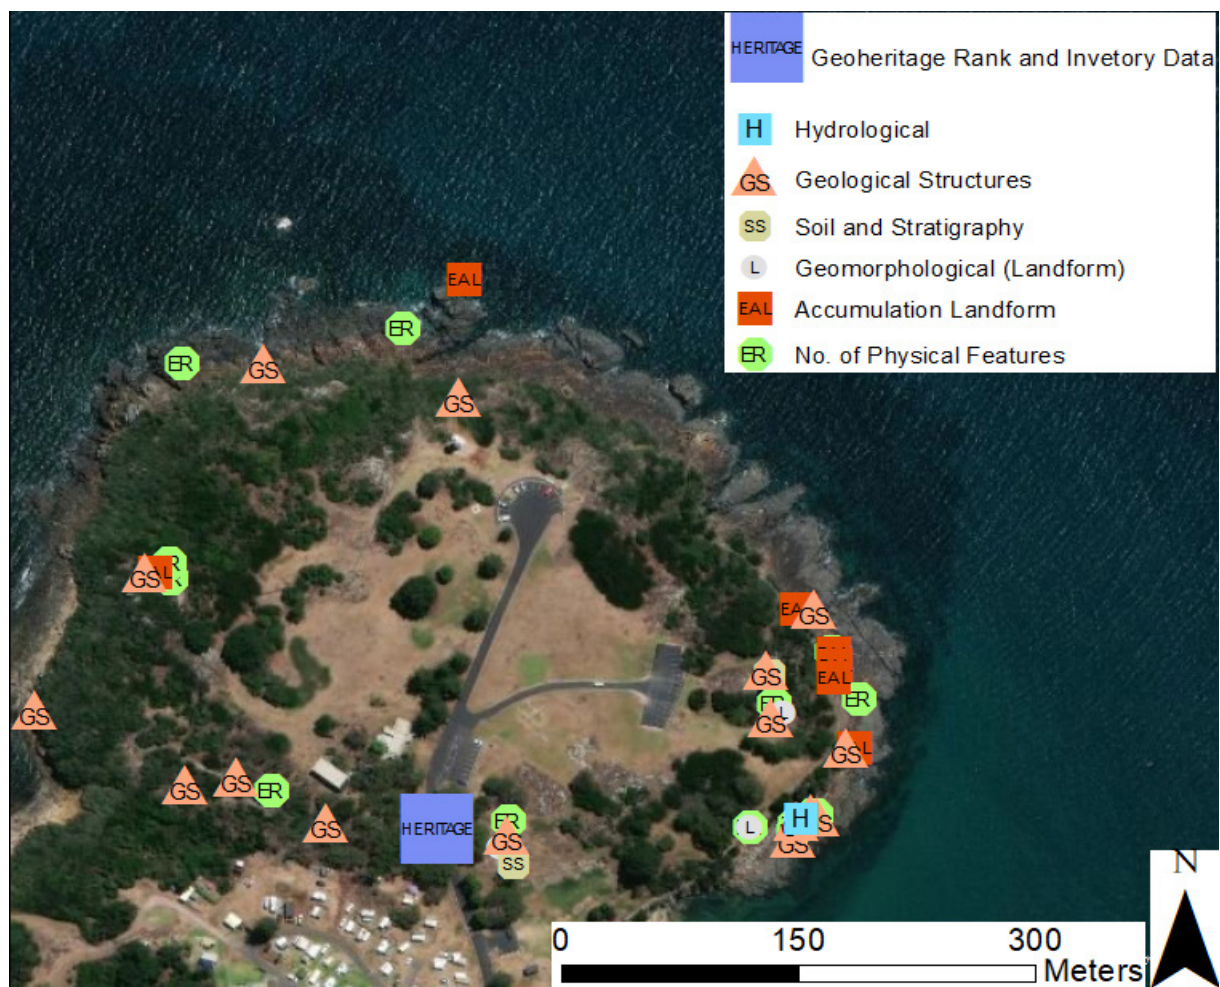 HERITAGE Geoheritage Rank and Invetory Data
H Hydrological
GS Geological Structures
SS Soil and Stratigraphy
L Geomorphological (Landform)
EAL Accumulation Landform
ER No. of Physical Features
EAL
ER
ER
GS
GS
GS
EA
GS
GS
EAL
ER
GS
GS
GS
GS
GS
ER
GS
HERITAGE
ER
GS
SS
L
H
GS
L
N
0 150 300
Meters